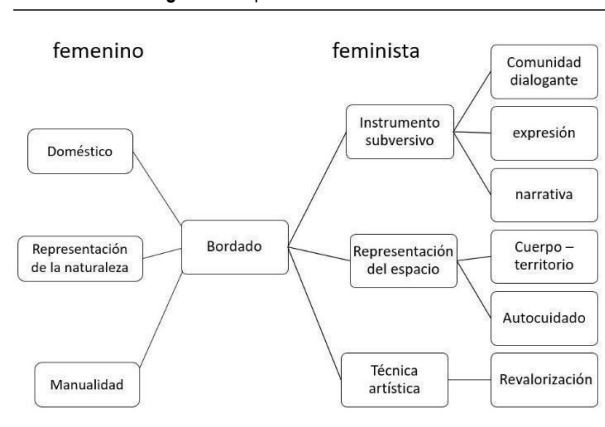 femenino
feminista
Doméstico
Representación
de la naturaleza
Manualidad
Bordado
Instrumento
subversivo
Representación
del espacio
Técnica
artística
Comunidad
dialogante
expresión
narrativa
Cuerpo –
territorio
Autocuidado
Revalorización